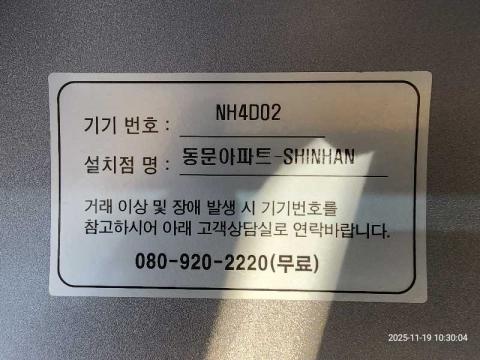 기기 번호 : NH4D02
설치점 명 : 동문아파트-SHINHAN
거래 이상 및 장애 발생 시 기기번호를
참고하시어 아래 고객상담실로 연락바랍니다.
080-920-2220(무료)
2025-11-19 10:30:04